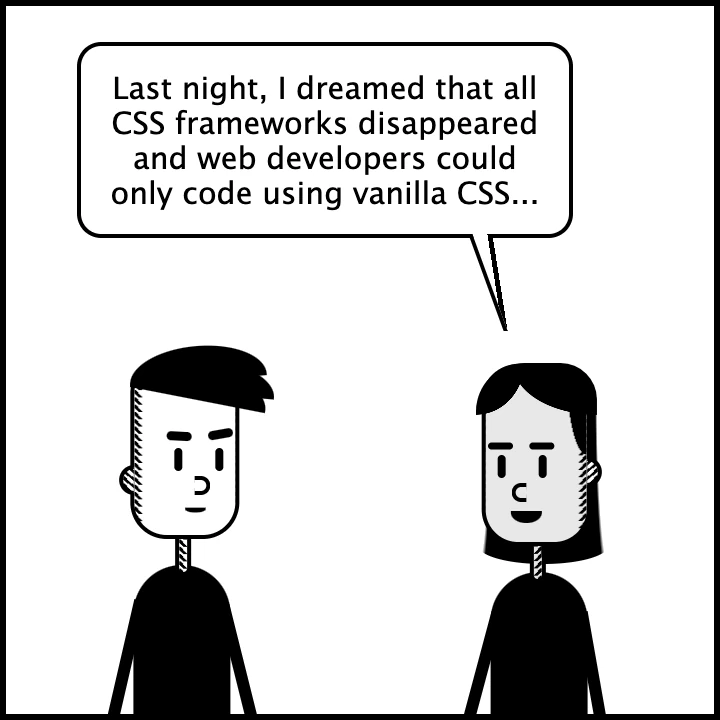 Last night, I dreamed that all
CSS frameworks disappeared
and web developers could
only code using vanilla CSS...